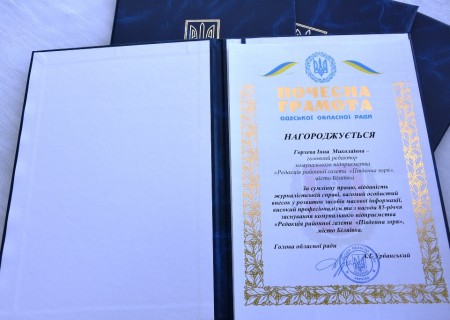 ПОЧЕСНА
ГРАМОТА
ОДЕСЬКОЇ ОБЛАСНОЇ РАДИ
НАГОРОДЖУЄТЬСЯ
Горлєва Інна Миколаївна –
головний редактор
комунального підприємства
«Редакція районної газети «Південна зоря»,
місто Біляївка
За сумлінну працю, відданість
журналістській справі, вагомий особистий
внесок у розвиток засобів масової інформації,
високий професіоналізм та з нагоди 85-річчя
заснування комунального підприємства
«Редакція районної газети «Південна зоря»,
місто Біляївка.
Голова обласної ради
А.І. Урбанський